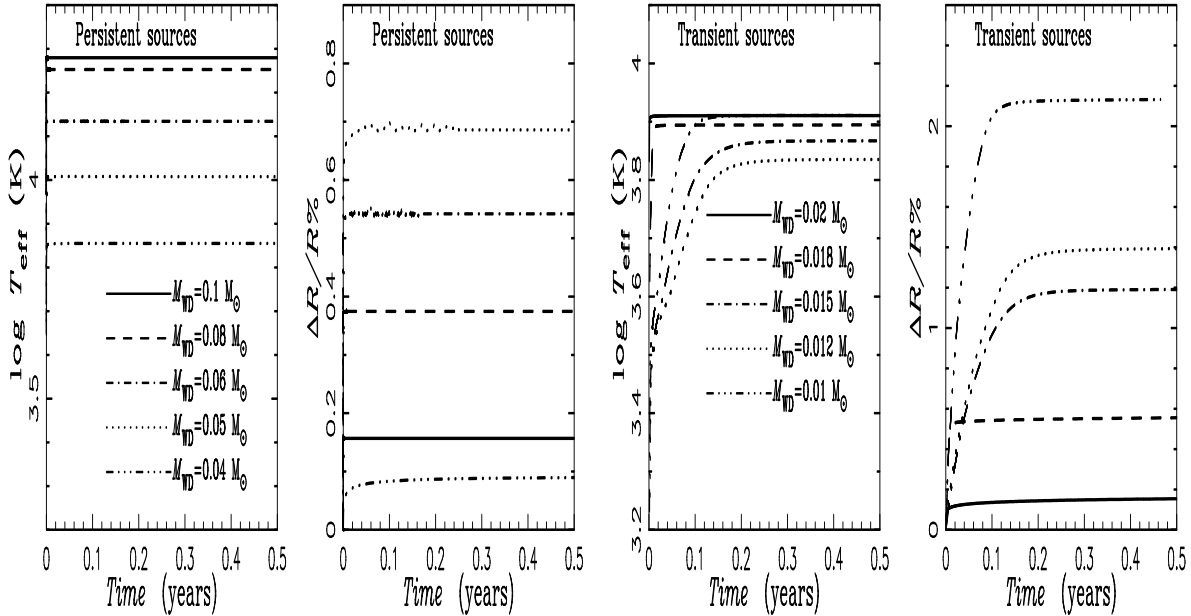 Persistent sources
log T_eff (K)
4
3.5
M_WD=0.1 M_⊙
M_WD=0.08 M_⊙
M_WD=0.06 M_⊙
M_WD=0.05 M_⊙
M_WD=0.04 M_⊙
0 0.1 0.2 0.3 0.4 0.5
Time (years)
Persistent sources
ΔR/R%
0.8
0.6
0.4
0.2
0
0 0.1 0.2 0.3 0.4 0.5
Time (years)
Transient sources
log T_eff (K)
4
3.8
3.6
3.4
3.2
M_WD=0.02 M_⊙
M_WD=0.018 M_⊙
M_WD=0.015 M_⊙
M_WD=0.012 M_⊙
M_WD=0.01 M_⊙
0 0.1 0.2 0.3 0.4 0.5
Time (years)
Transient sources
ΔR/R%
2
1
0
0 0.1 0.2 0.3 0.4 0.5
Time (years)